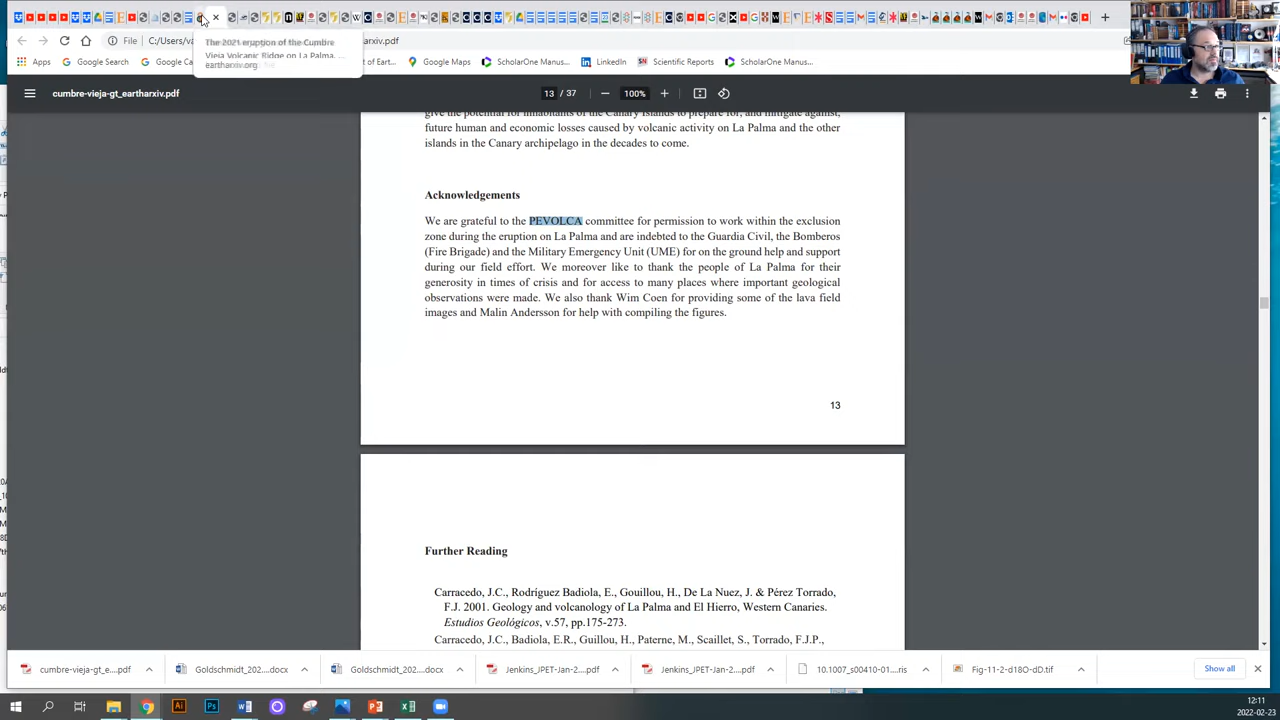 The 2021 eruption of the Cumbre
Vieja Volcanic Ridge on La Palma, ...
eartharxiv.org
File
C:/Users/va
arxiv.pdf
Apps
Google Search
Google Ca
t of Eart...
Google Maps
ScholarOne Manus...
LinkedIn
Scientific Reports
ScholarOne Manus...
cumbre-vieja-gt_eartharxiv.pdf
13 / 37
100%
give the potential for inhabitants of the Canary Islands to prepare for, and mitigate against,
future human and economic losses caused by volcanic activity on La Palma and the other
islands in the Canary archipelago in the decades to come.
Acknowledgements
We are grateful to the PEVOLCA committee for permission to work within the exclusion
zone during the eruption on La Palma and are indebted to the Guardia Civil, the Bomberos
(Fire Brigade) and the Military Emergency Unit (UME) for on the ground help and support
during our field effort. We moreover like to thank the people of La Palma for their
generosity in times of crisis and for access to many places where important geological
observations were made. We also thank Wim Coen for providing some of the lava field
images and Malin Andersson for help with compiling the figures.
13
Further Reading
Carracedo, J.C., Rodríguez Badiola, E., Gouillou, H., De La Nuez, J. & Pérez Torrado,
F.J. 2001. Geology and volcanology of La Palma and El Hierro, Western Canaries.
Estudios Geológicos, v.57, pp.175-273.
Carracedo, J.C., Badiola, E.R., Guillou, H., Paterne, M., Scaillet, S., Torrado, F.J.P.,
cumbre-vieja-gt_e....pdf
Goldschmidt_202....docx
Goldschmidt_202....docx
Jenkins_JPET-Jan-2....pdf
Jenkins_JPET-Jan-2....pdf
10.1007_s00410-01....ris
Fig-11-2-d18O-dD.tif
Show all
12:11
2022-02-23